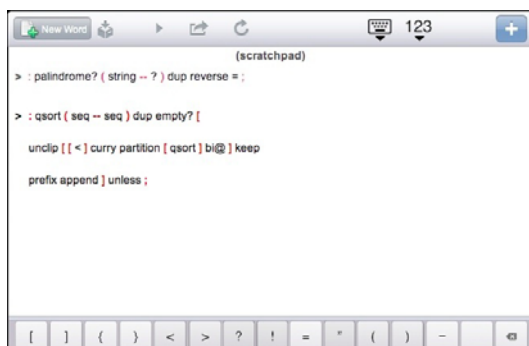 New Word
123
+
(scratchpad)
> : palindrome? ( string -- ? ) dup reverse = ;
> : qsort ( seq -- seq ) dup empty? [
unclip [ [ < ] curry partition [ qsort ] bi@ ] keep
prefix append ] unless ;
[ ] { } < > ? ! = " ( ) –